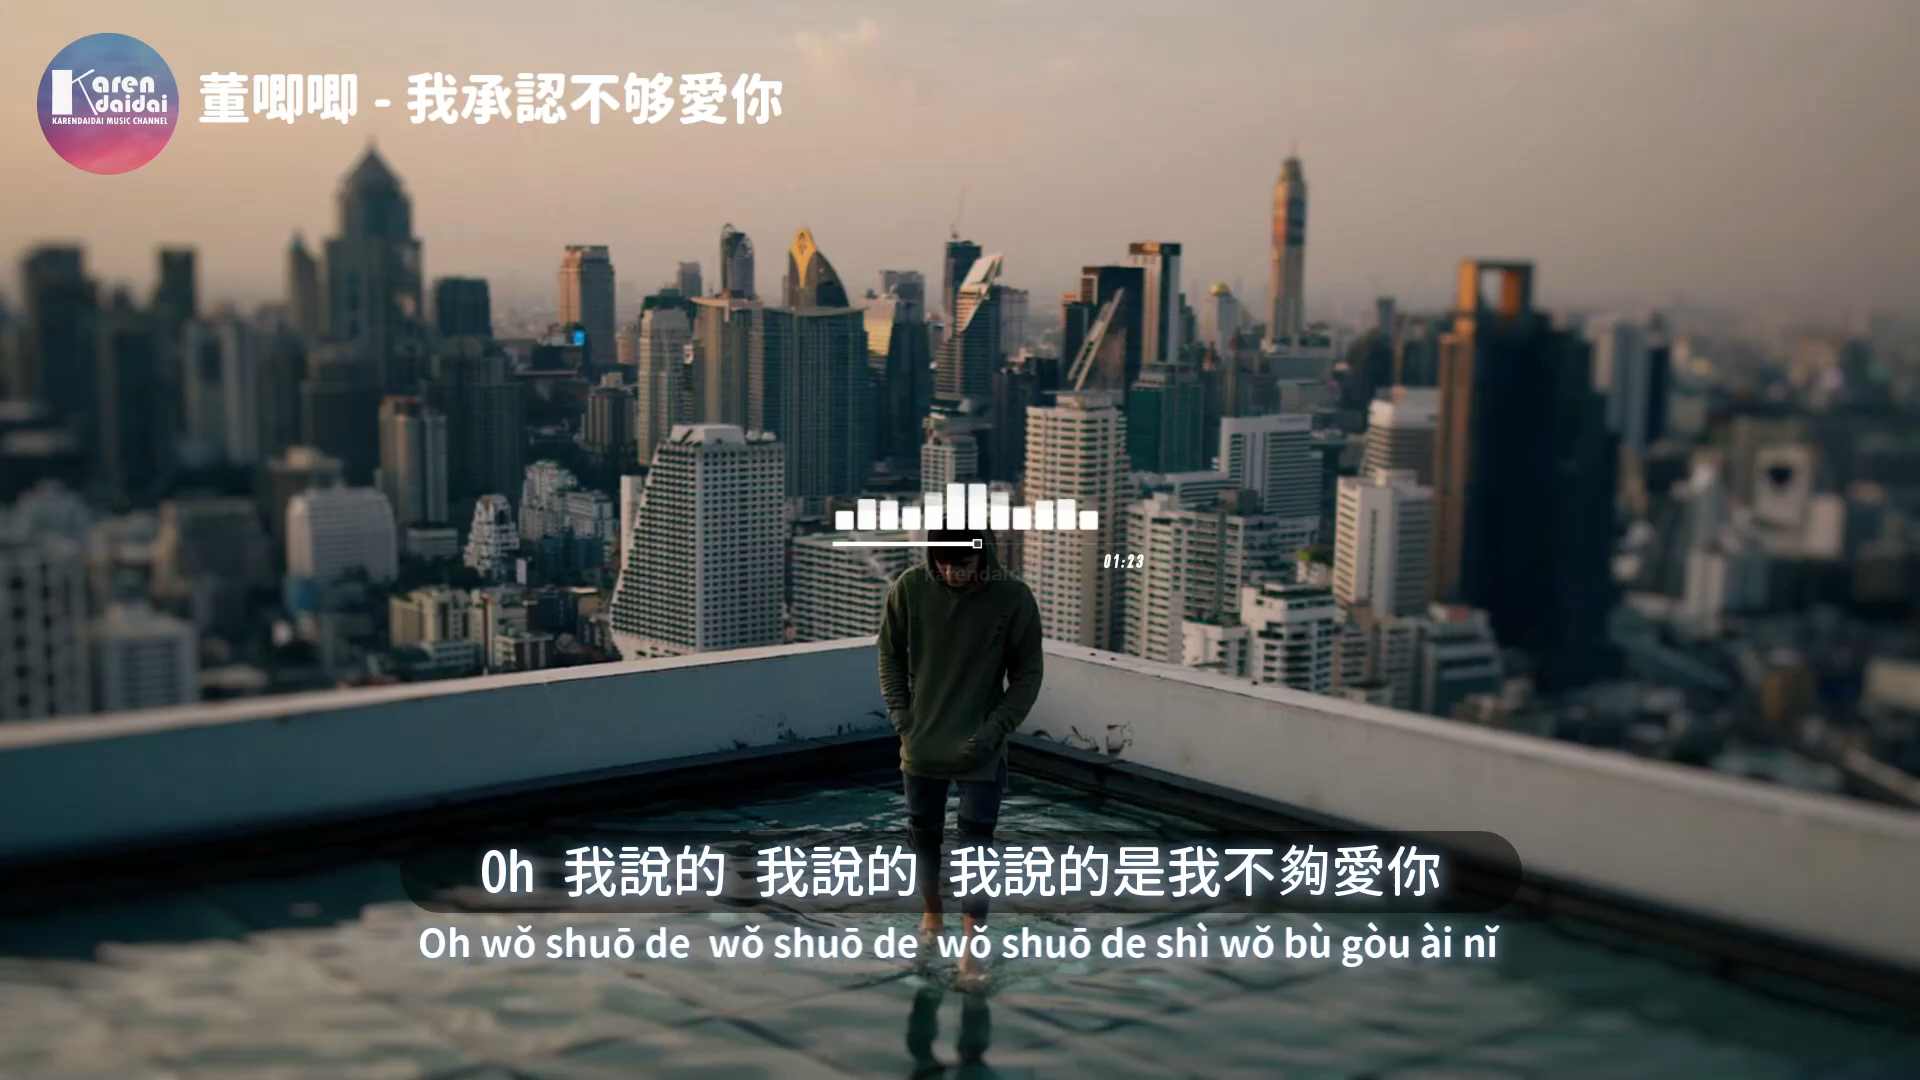 Karen
daidai
KARENDAIDAI MUSIC CHANNEL
董唧唧 - 我承認不够愛你
01:23
karendaidai
Oh 我說的 我說的 我說的是我不夠愛你
Oh wǒ shuō de wǒ shuō de wǒ shuō de shì wǒ bù gòu ài nǐ